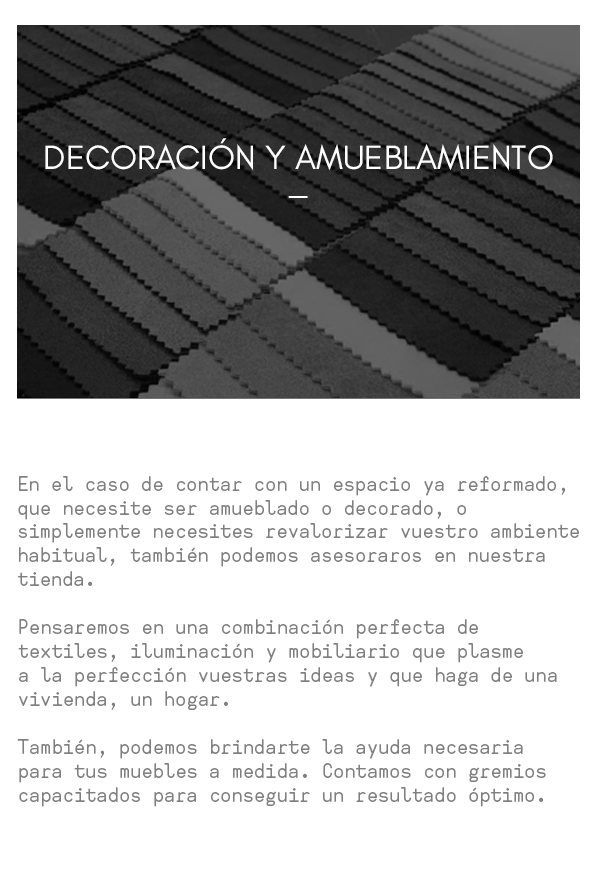 DECORACIÓN Y AMUEBLAMIENTO
En el caso de contar con un espacio ya reformado,
que necesite ser amueblado o decorado, o
simplemente necesites revalorizar vuestro ambiente
habitual, también podemos asesoraros en nuestra
tienda.
Pensaremos en una combinación perfecta de
textiles, iluminación y mobiliario que plasme
a la perfección vuestras ideas y que haga de una
vivienda, un hogar.
También, podemos brindarte la ayuda necesaria
para tus muebles a medida. Contamos con gremios
capacitados para conseguir un resultado óptimo.